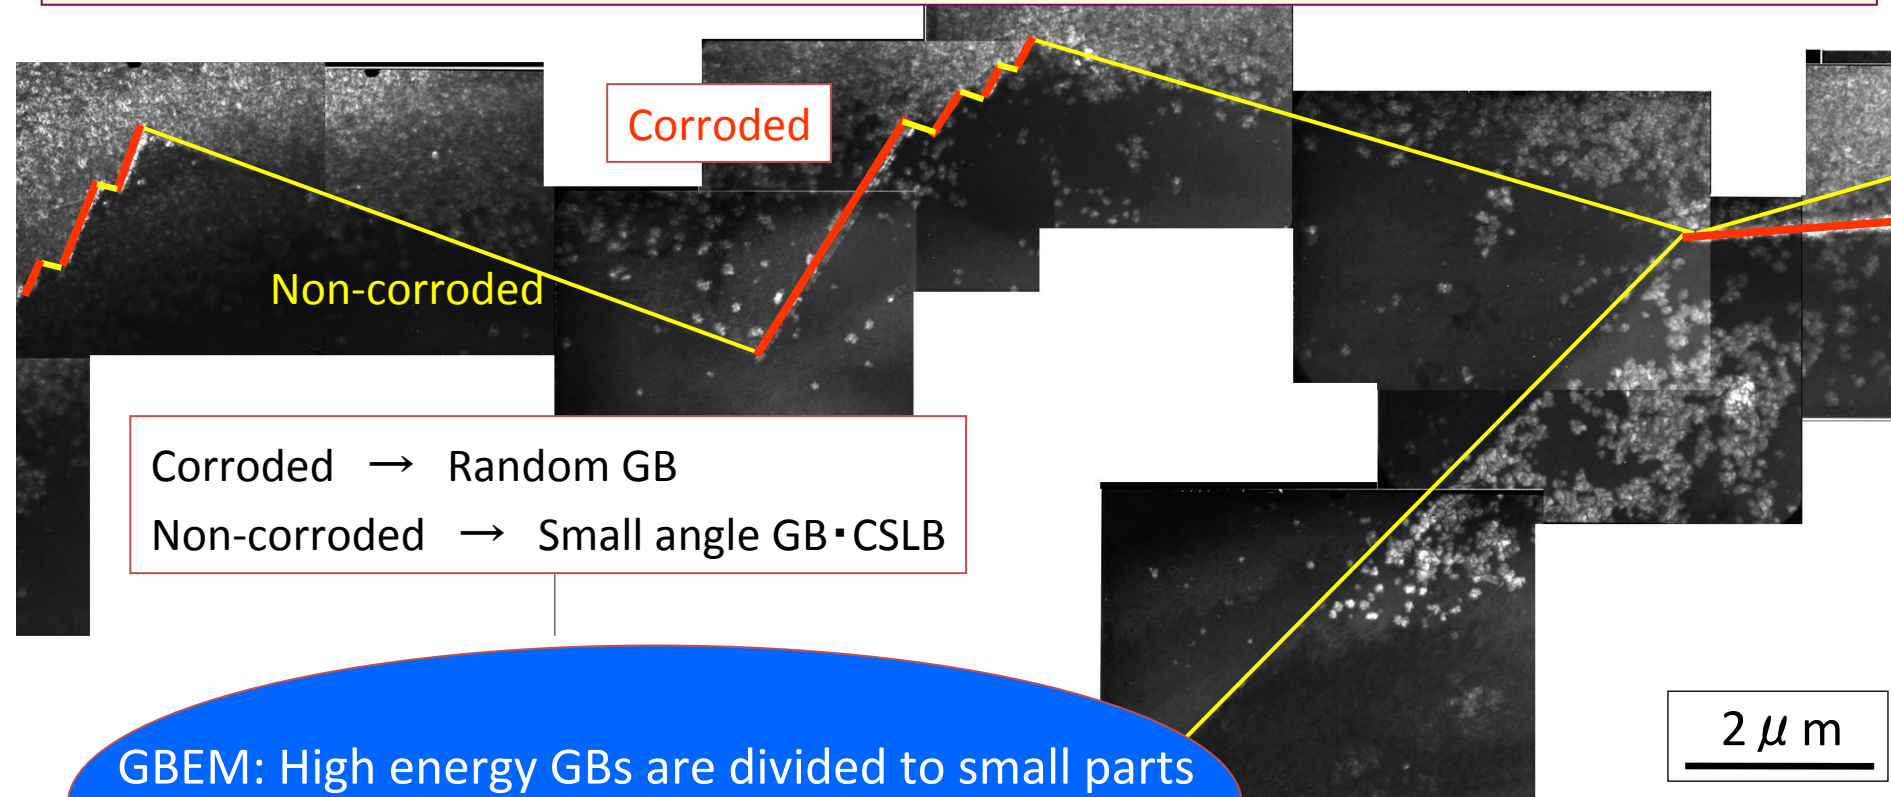 Corroded
Non-corroded
Corroded → Random GB
Non-corroded → Small angle GB・CSLB
GBEM: High energy GBs are divided to small parts
2 μ m